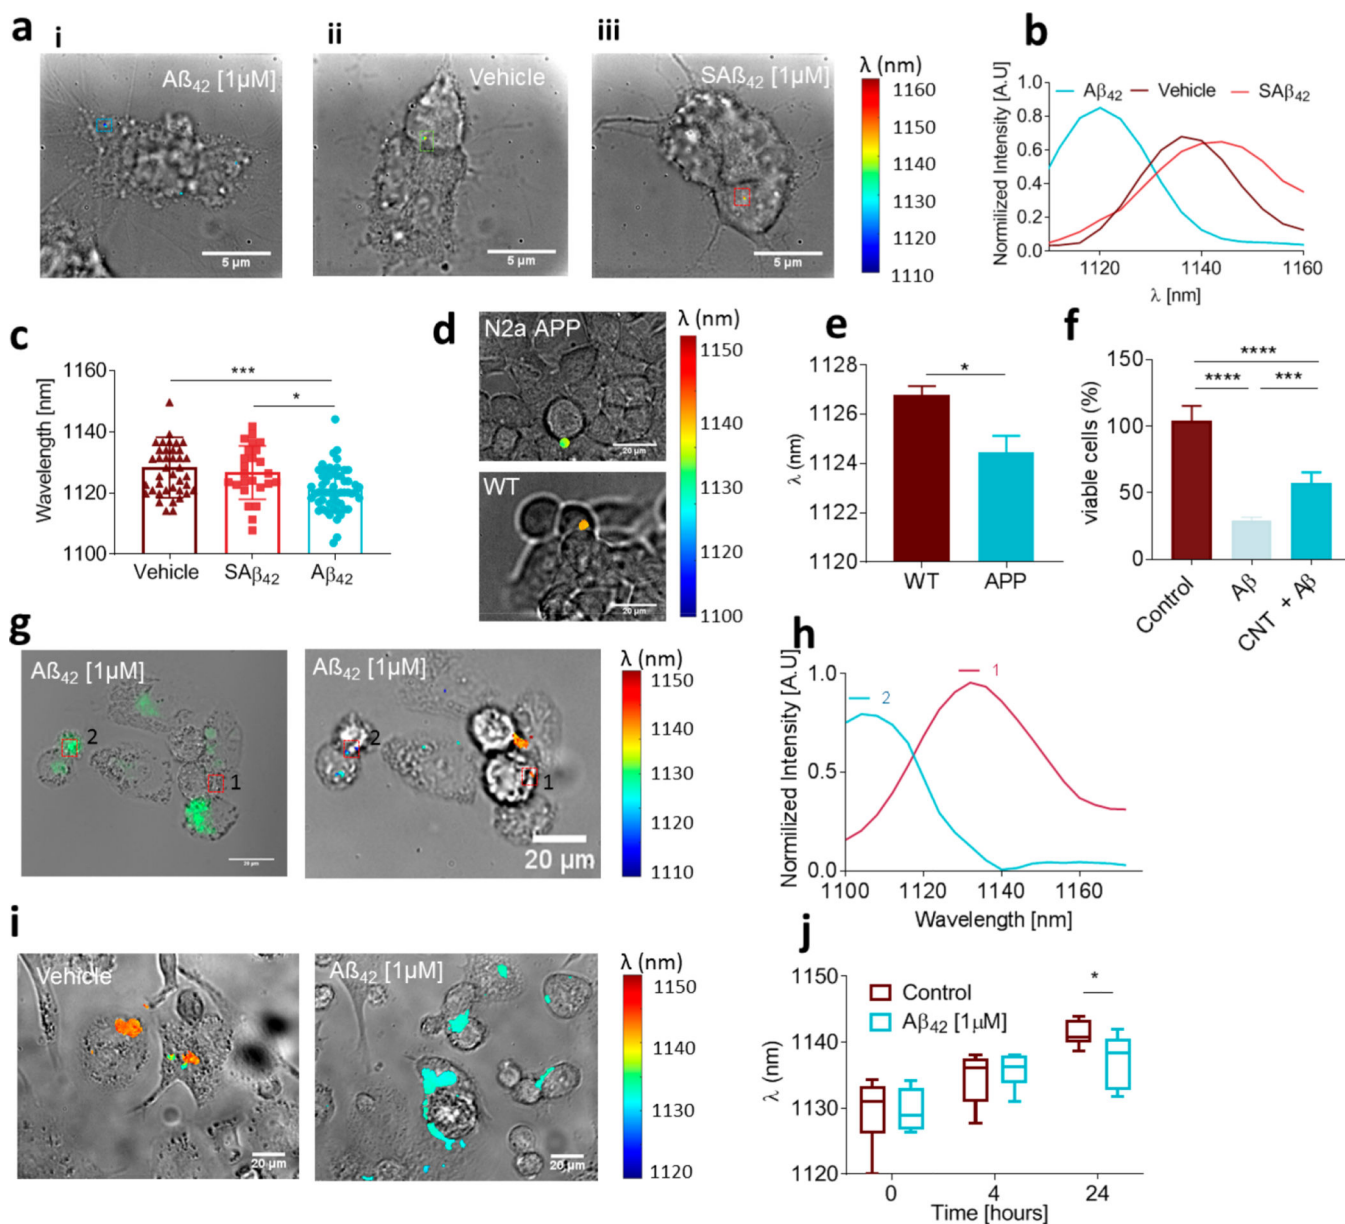 a
i
Aß₄₂ [1µM]
5 µm
ii
Vehicle
5 µm
iii
SAß₄₂ [1µM]
5 µm
λ (nm)
1160
1150
1140
1130
1120
1110
b
Normilized Intensity [A.U]
1.0
0.8
0.6
0.4
0.2
0.0
Aβ₄₂
Vehicle
SAβ₄₂
1120
1140
1160
λ [nm]
c
Wavelength [nm]
1160
1140
1120
1100
***
*
Vehicle
SAβ₄₂
Aβ₄₂
d
N2a APP
20 µm
WT
20 µm
λ (nm)
1150
1140
1130
1120
1100
e
λ (nm)
1128
1126
1124
1122
1120
*
WT
APP
f
viable cells (%)
150
100
50
0
****
****
***
Control
Aβ
CNT + Aβ
g
Aß₄₂ [1µM]
2
1
20 µm
Aß₄₂ [1µM]
2
1
20 µm
λ (nm)
1150
1140
1130
1120
1110
h
Normilized Intensity [A.U]
1.0
0.5
0.0
1
2
1100
1120
1140
1160
Wavelength [nm]
i
Vehicle
20 µm
Aß₄₂ [1µM]
20 µm
λ (nm)
1150
1140
1130
1120
j
λ (nm)
1150
1140
1130
1120
Control
Aβ₄₂ [1µM]
*
0
4
24
Time [hours]